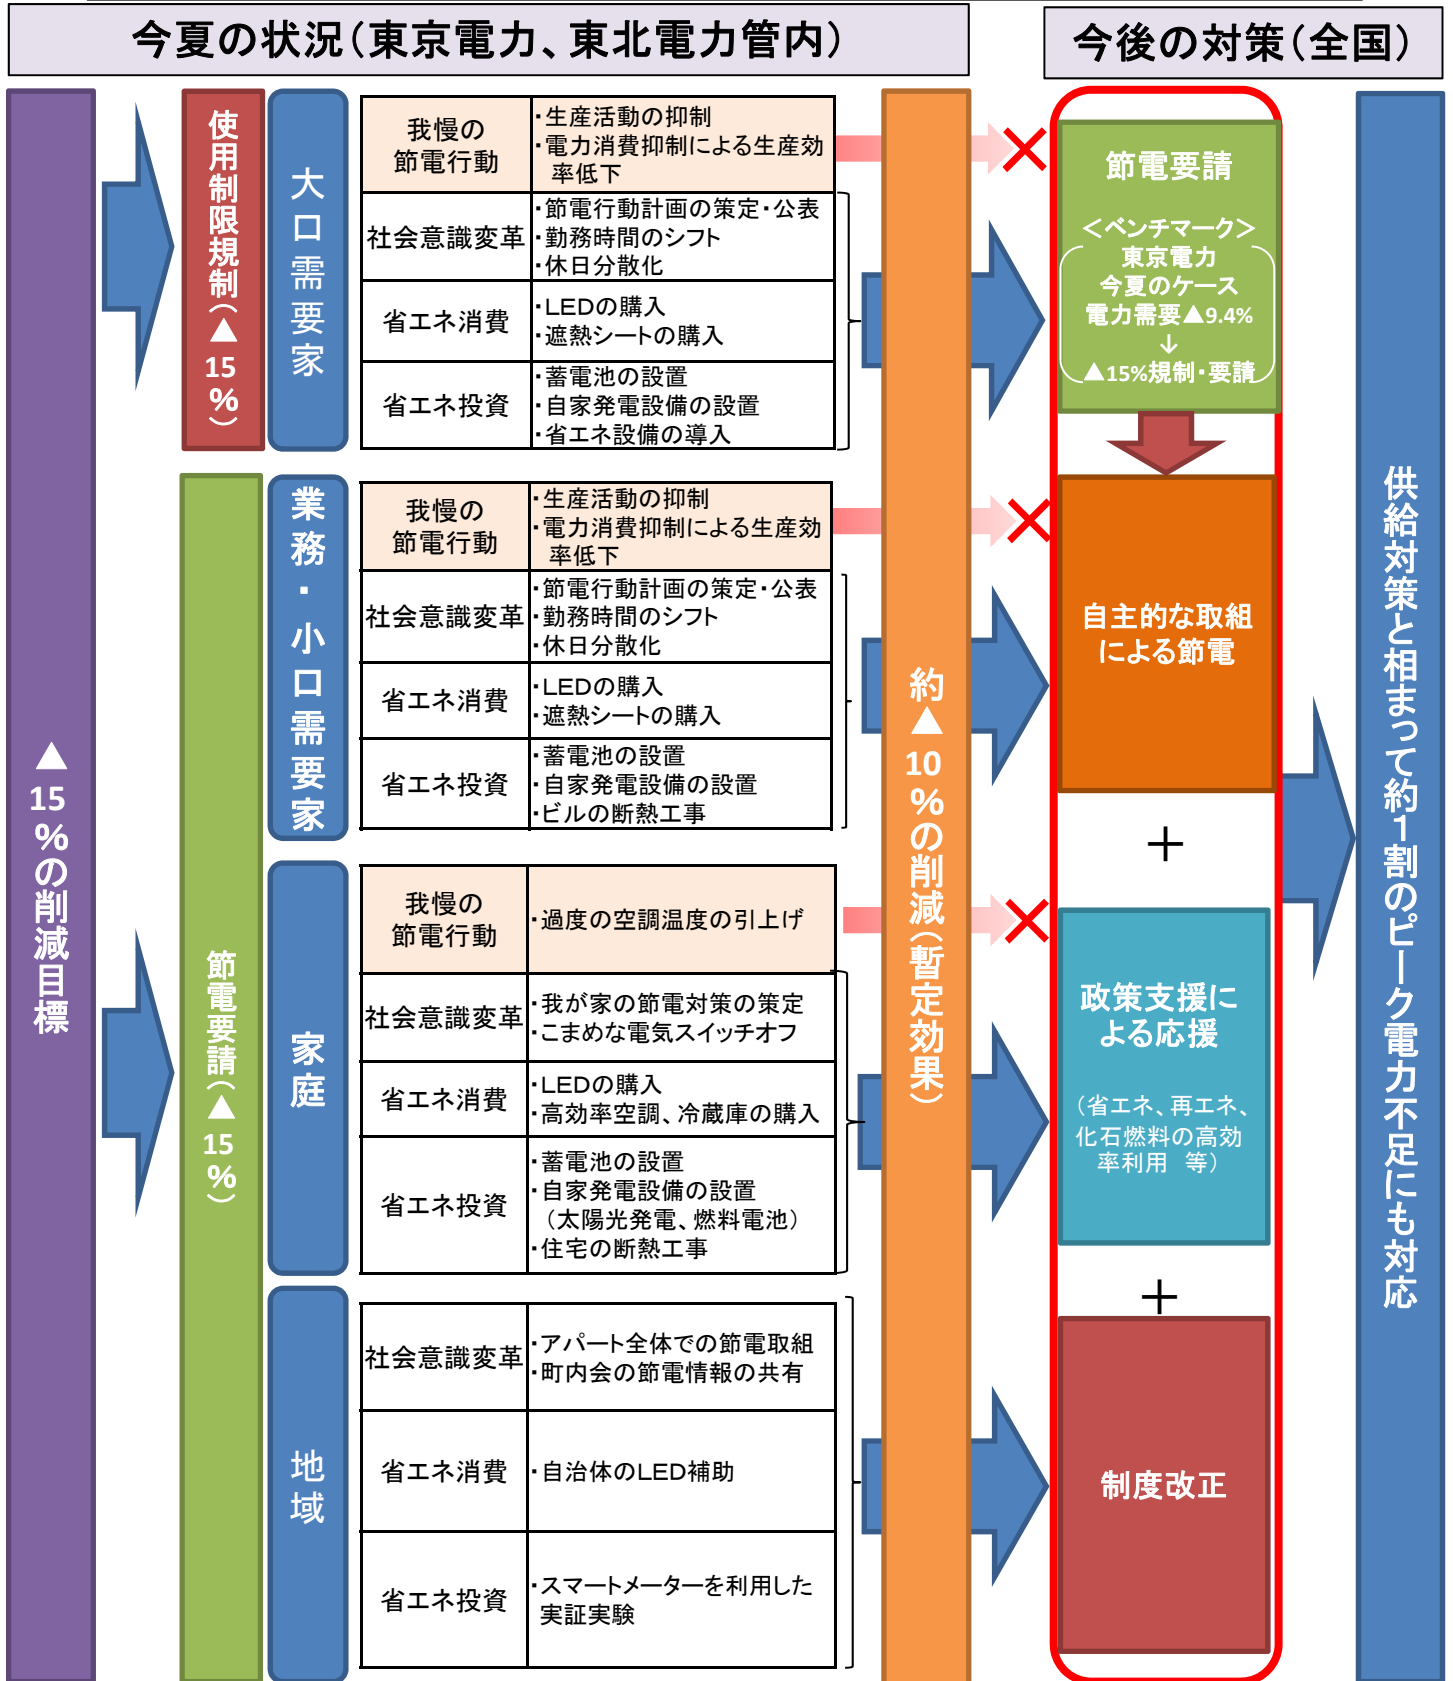 今夏の状況（東京電力、東北電力管内）
今後の対策（全国）
▲15%の削減目標
使用制限規制（▲15%）
大口需要家
我慢の
節電行動
・生産活動の抑制
・電力消費抑制による生産効
率低下
社会意識変革
・節電行動計画の策定・公表
・勤務時間のシフト
・休日分散化
省エネ消費
・LEDの購入
・遮熱シートの購入
省エネ投資
・蓄電池の設置
・自家発電設備の設置
・省エネ設備の導入
節電要請（▲15%）
業務・小口需要家
我慢の
節電行動
・生産活動の抑制
・電力消費抑制による生産効
率低下
社会意識変革
・節電行動計画の策定・公表
・勤務時間のシフト
・休日分散化
省エネ消費
・LEDの購入
・遮熱シートの購入
省エネ投資
・蓄電池の設置
・自家発電設備の設置
・ビルの断熱工事
家庭
我慢の
節電行動
・過度の空調温度の引上げ
社会意識変革
・我が家の節電対策の策定
・こまめな電気スイッチオフ
省エネ消費
・LEDの購入
・高効率空調、冷蔵庫の購入
省エネ投資
・蓄電池の設置
・自家発電設備の設置
（太陽光発電、燃料電池）
・住宅の断熱工事
地域
社会意識変革
・アパート全体での節電取組
・町内会の節電情報の共有
省エネ消費
・自治体のLED補助
省エネ投資
・スマートメーターを利用した
実証実験
約▲10%の削減（暫定効果）
節電要請
＜ベンチマーク＞
東京電力
今夏のケース
電力需要▲9.4%
↓
▲15%規制・要請
自主的な取組
による節電
＋
政策支援に
よる応援
（省エネ、再エネ、
化石燃料の高効
率利用　等）
＋
制度改正
供給対策と相まって約1割のピーク電力不足にも対応